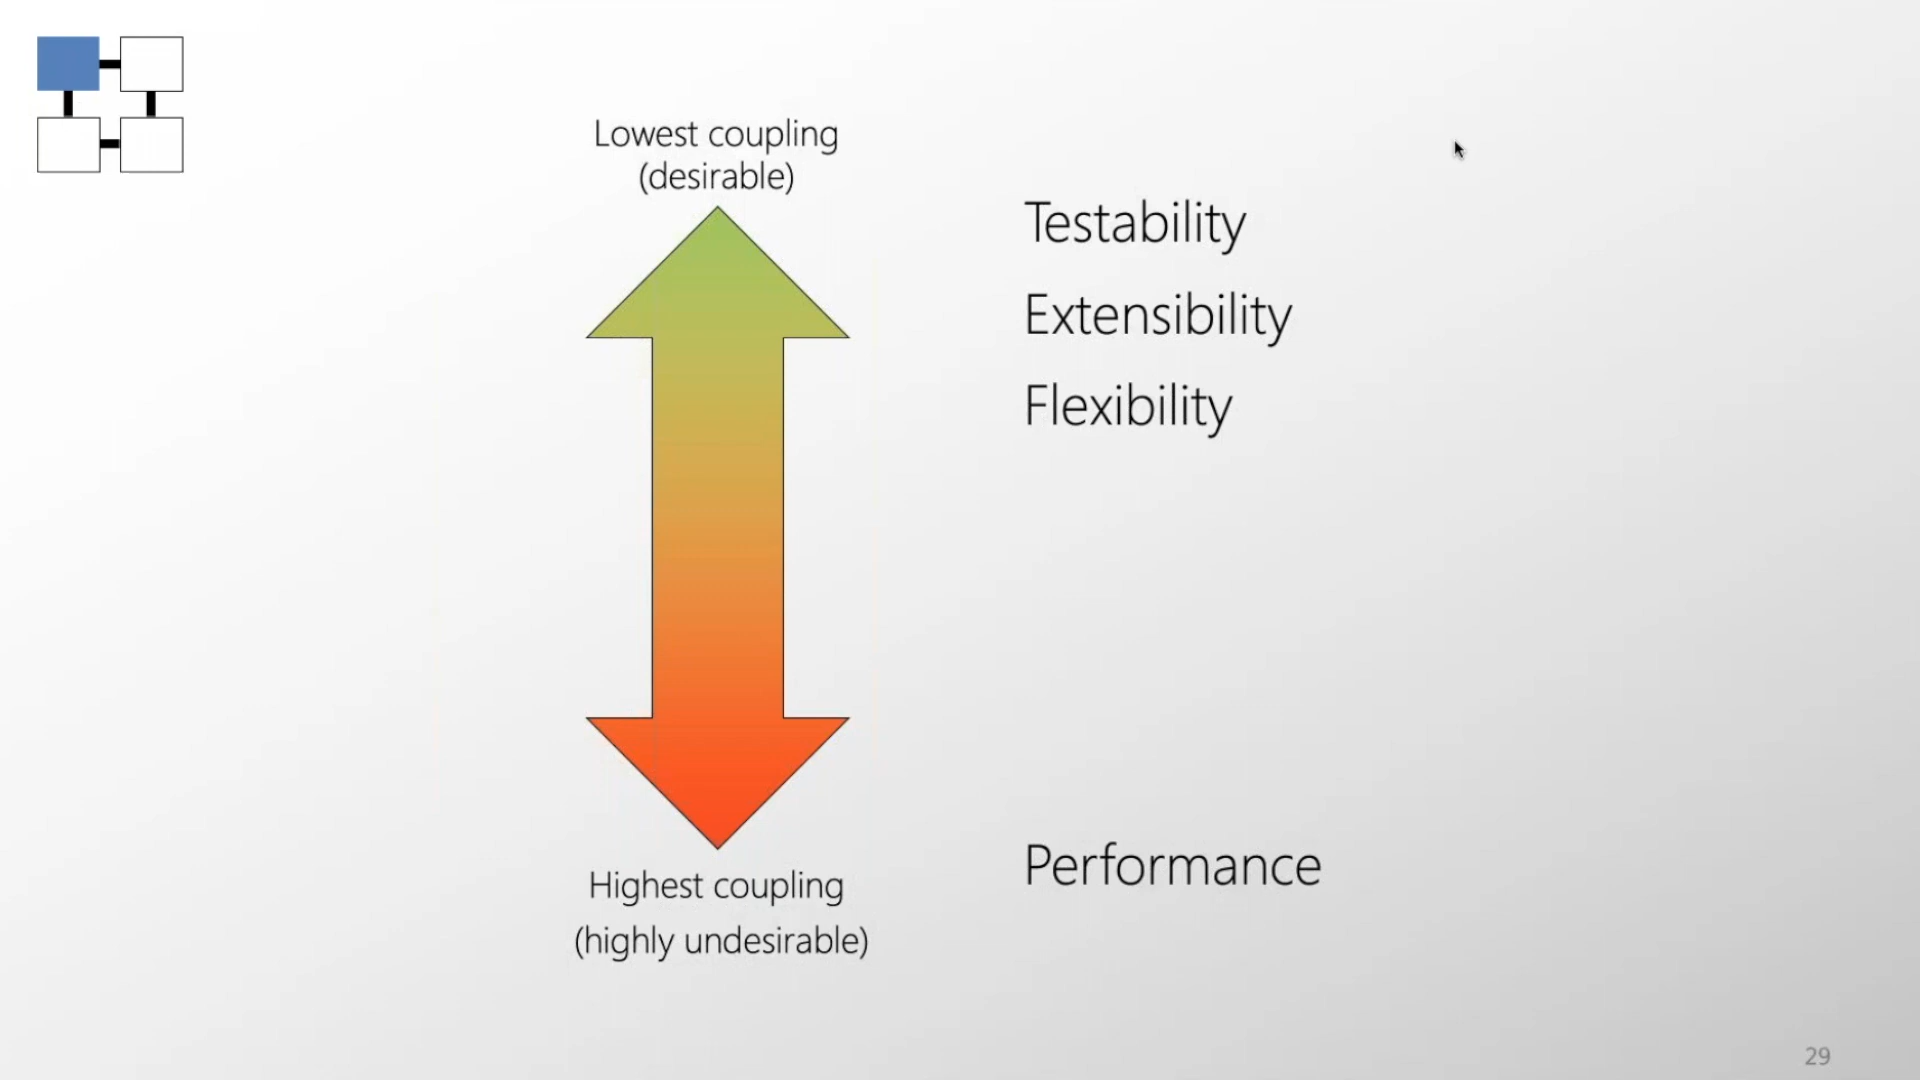 Lowest coupling
(desirable)
Testability
Extensibility
Flexibility
Performance
Highest coupling
(highly undesirable)
29